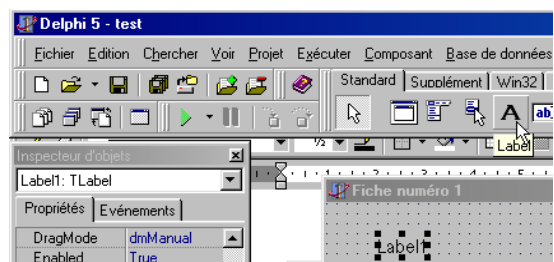 Delphi 5 - test
Fichier Edition Chercher Voir Projet Exécuter Composant Base de données
Standard Supplément Win32
A ab
Label
Inspecteur d'objets
Label1: TLabel
Fiche numéro 1
Propriétés Evénements
DragMode dmManual
Label1
Enabled True